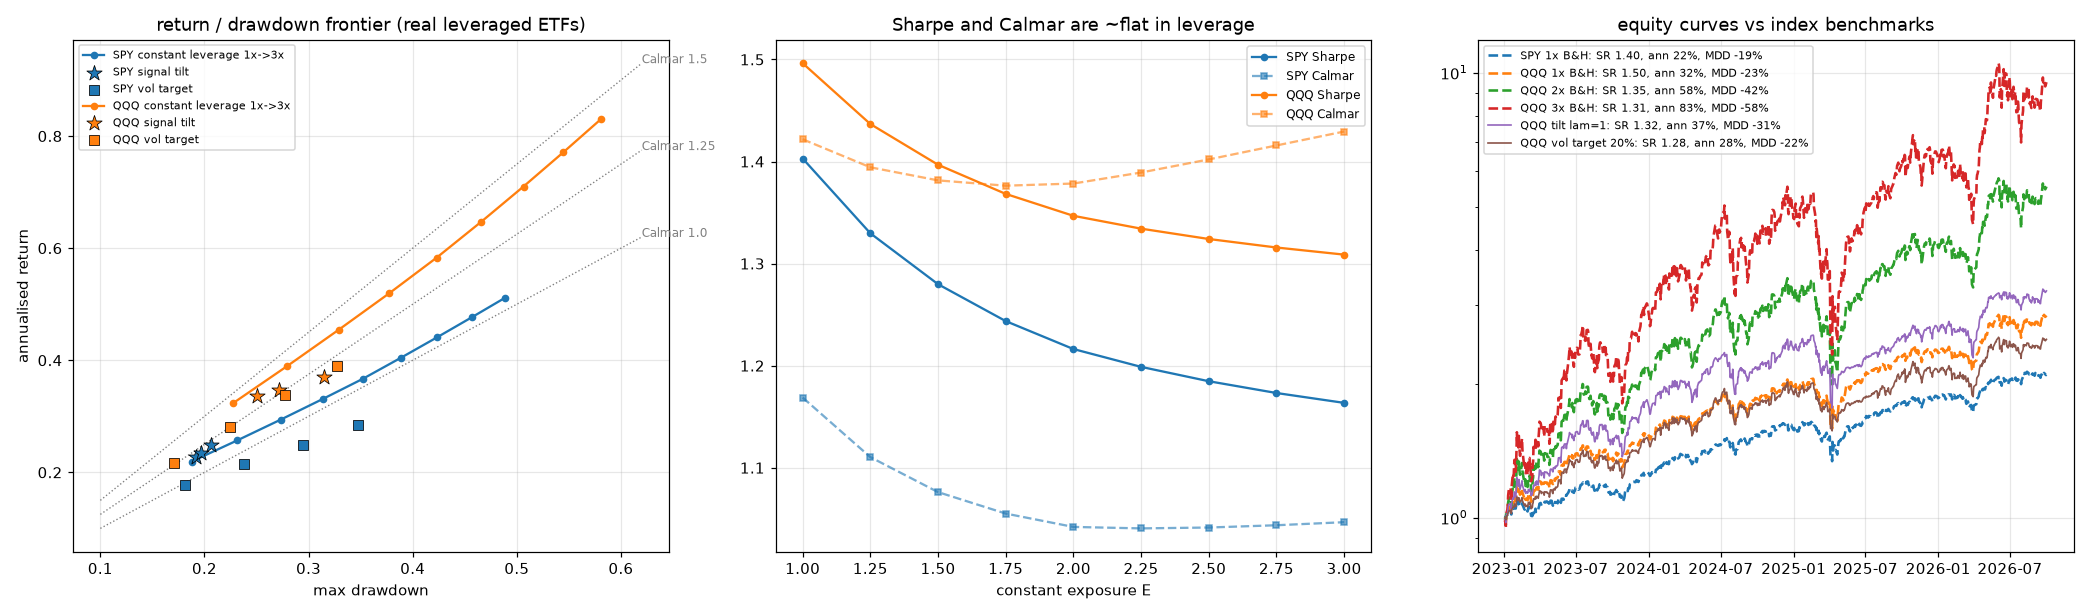 return / drawdown frontier (real leveraged ETFs)
SPY constant leverage 1x->3x
SPY signal tilt
SPY vol target
QQQ constant leverage 1x->3x
QQQ signal tilt
QQQ vol target
Calmar 1.5
Calmar 1.25
Calmar 1.0
0.8
0.6
0.4
0.2
annualised return
0.1 0.2 0.3 0.4 0.5 0.6
max drawdown
Sharpe and Calmar are ~flat in leverage
SPY Sharpe
SPY Calmar
QQQ Sharpe
QQQ Calmar
1.5
1.4
1.3
1.2
1.1
1.00 1.25 1.50 1.75 2.00 2.25 2.50 2.75 3.00
constant exposure E
equity curves vs index benchmarks
SPY 1x B&H: SR 1.40, ann 22%, MDD -19%
QQQ 1x B&H: SR 1.50, ann 32%, MDD -23%
QQQ 2x B&H: SR 1.35, ann 58%, MDD -42%
QQQ 3x B&H: SR 1.31, ann 83%, MDD -58%
QQQ tilt lam=1: SR 1.32, ann 37%, MDD -31%
QQQ vol target 20%: SR 1.28, ann 28%, MDD -22%
10¹
10⁰
2023-01 2023-07 2024-01 2024-07 2025-01 2025-07 2026-01 2026-07